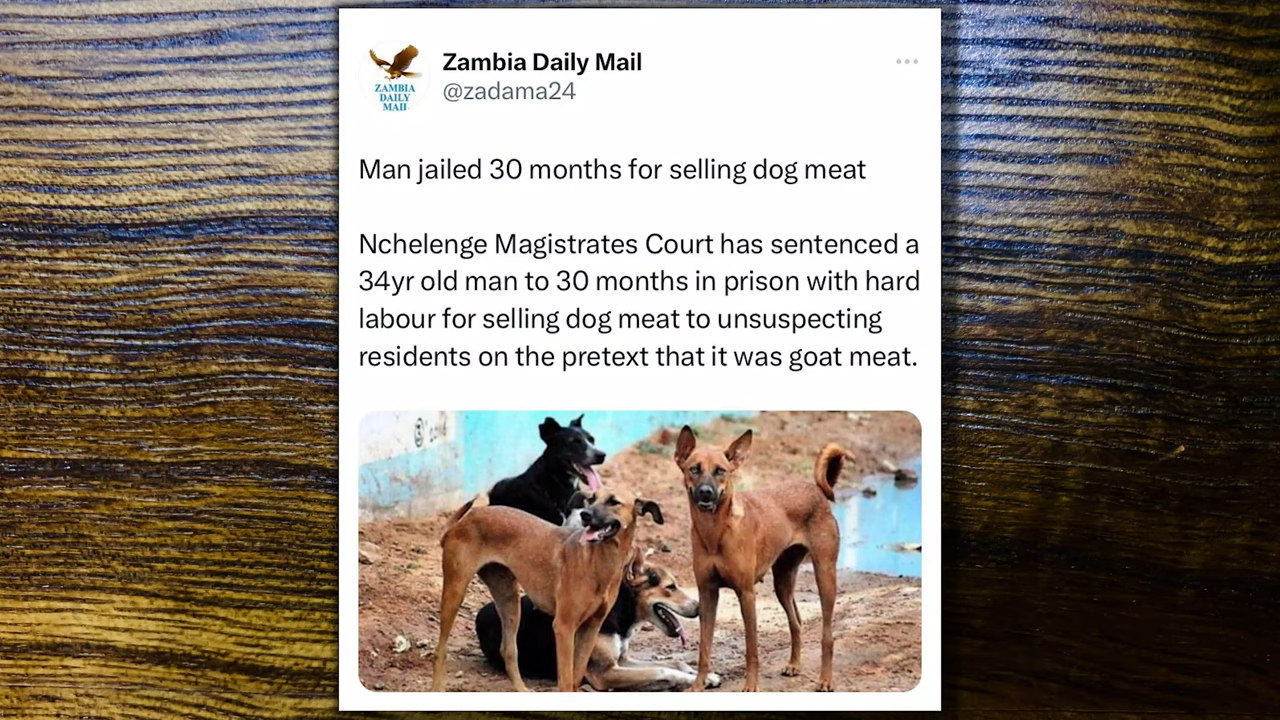 ZAMBIA
DAILY
MAIL
Zambia Daily Mail
@zadama24
Man jailed 30 months for selling dog meat
Nchelenge Magistrates Court has sentenced a
34yr old man to 30 months in prison with hard
labour for selling dog meat to unsuspecting
residents on the pretext that it was goat meat.